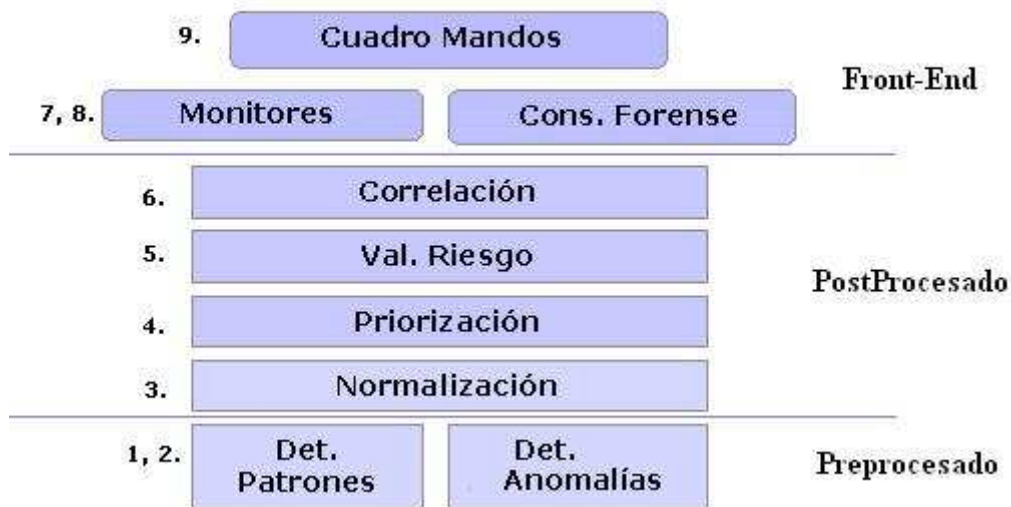 9. Cuadro Mandos
Front-End
7, 8. Monitores Cons. Forense
6. Correlación
5. Val. Riesgo
PostProcesado
4. Priorización
3. Normalización
1, 2. Det. Patrones Det. Anomalías
Preprocesado